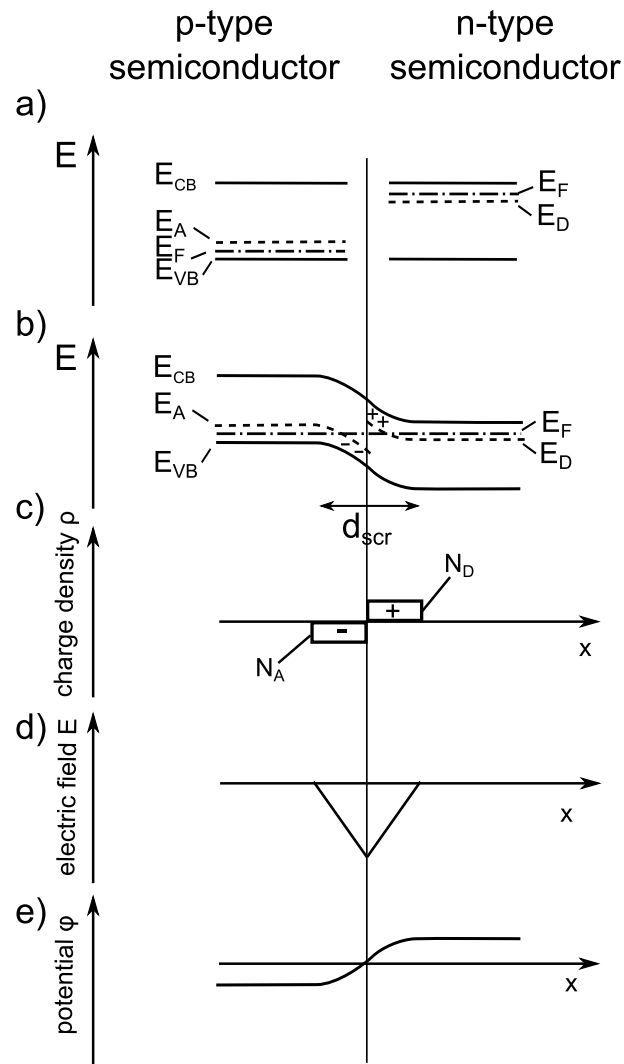 p-type
semiconductor
n-type
semiconductor
a)
E
E_CB
E_A
E_F
E_VB
E_F
E_D
b)
E
E_CB
E_A
E_VB
+
+
−
−
E_F
E_D
d_scr
c)
charge density ρ
N_D
+
-
N_A
x
d)
electric field E
x
e)
potential φ
x